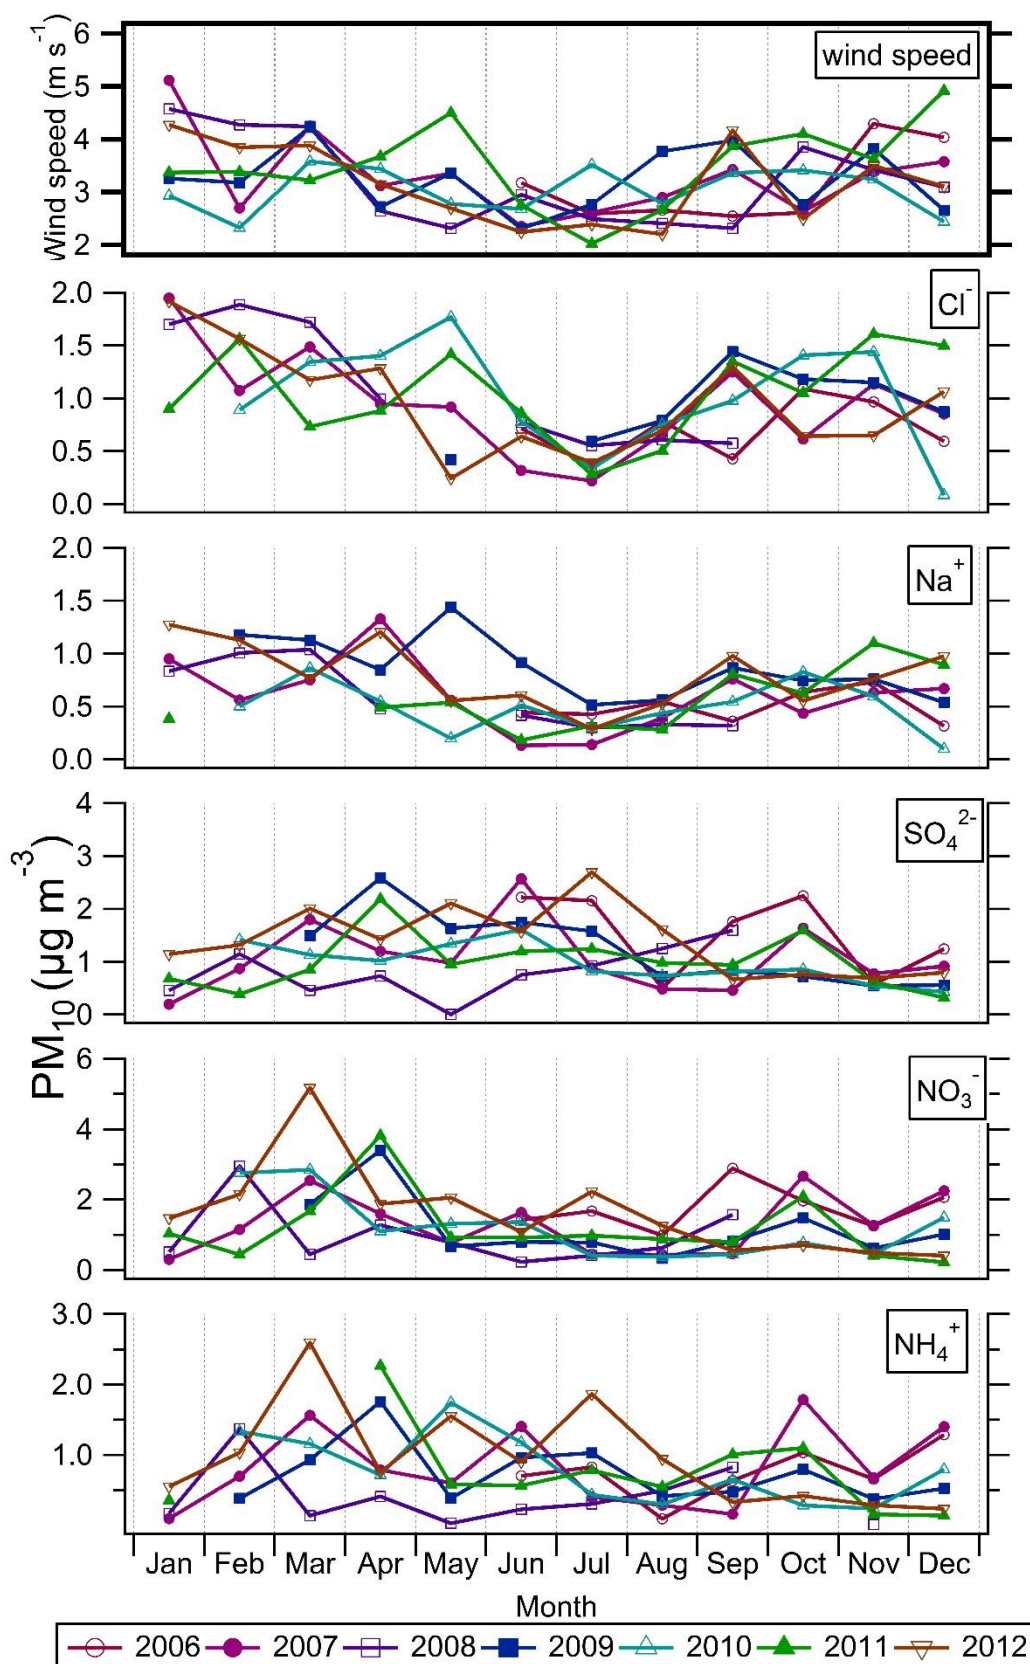 Wind speed (m s⁻¹)
6
5
4
3
2
wind speed
2.0
1.5
1.0
0.5
0.0
Cl⁻
2.0
1.5
1.0
0.5
0.0
Na⁺
PM₁₀ (µg m⁻³)
4
3
2
1
0
SO₄²⁻
6
4
2
0
NO₃⁻
3.0
2.0
1.0
NH₄⁺
Jan Feb Mar Apr May Jun Jul Aug Sep Oct Nov Dec
Month
2006 2007 2008 2009 2010 2011 2012